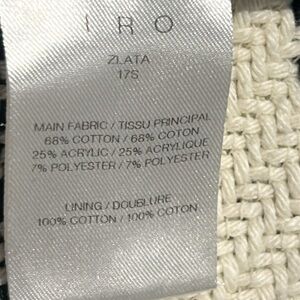 IRO
ZLATA
17S
MAIN FABRIC / TISSU PRINCIPAL
68% COTTON / 68% COTON
25% ACRYLIC / 25% ACRYLIQUE
7% POLYESTER / 7% POLYESTER
LINING / DOUBLURE
100% COTTON / 100% COTON